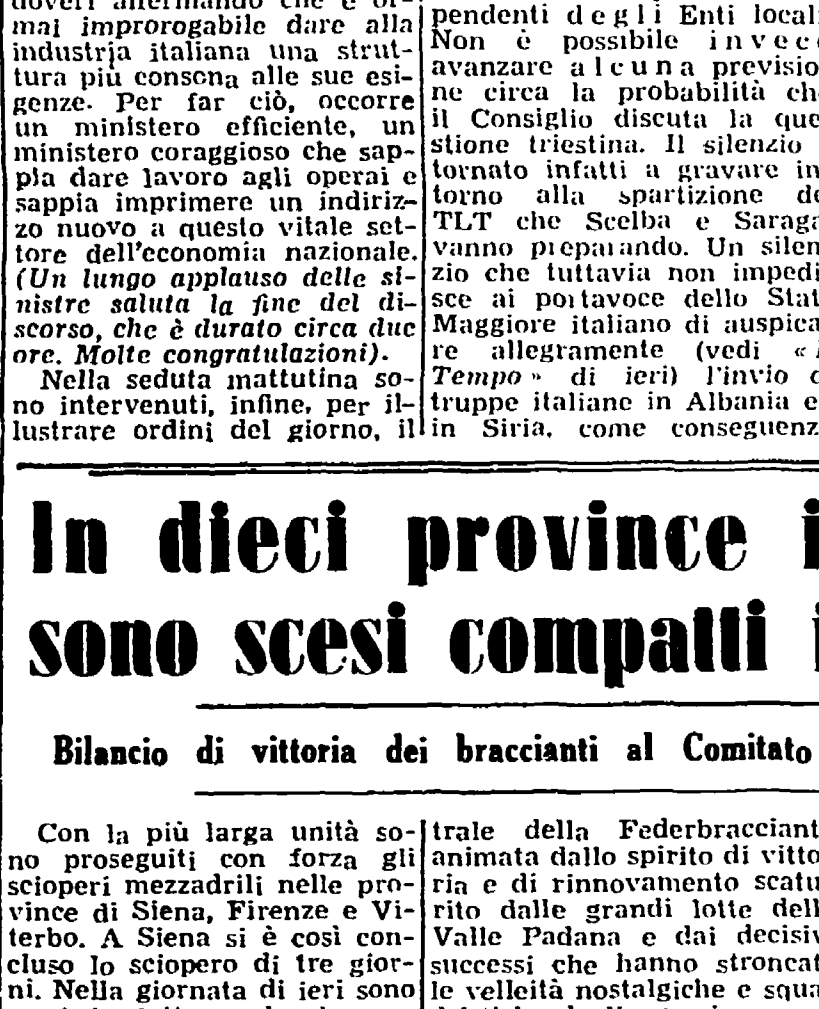 mai improrogabile dare alla
industria italiana una strut-
tura più consona alle sue esi-
genze. Per far ciò, occorre
un ministero efficiente, un
ministero coraggioso che sap-
pia dare lavoro agli operai e
sappia imprimere un indiriz-
zo nuovo a questo vitale set-
tore dell'economia nazionale.
(Un lungo applauso delle si-
nistre saluta la fine del di-
scorso, che è durato circa due
ore. Molte congratulazioni).
Nella seduta mattutina so-
no intervenuti, infine, per il-
lustrare ordini del giorno, il
pendenti degli Enti local
Non è possibile invec
avanzare alcuna previsio
ne circa la probabilità ch
il Consiglio discuta la que
stione triestina. Il silenzio
tornato infatti a gravare in
torno alla spartizione de
TLT che Scelba e Saraga
vanno preparando. Un silen
zio che tuttavia non impedi
sce ai portavoce dello Stat
Maggiore italiano di auspica
re allegramente (vedi «
Tempo» di ieri) l'invio d
truppe italiane in Albania e
in Siria, come conseguenz
In dieci province i
sono scesi compatti i
Bilancio di vittoria dei braccianti al Comitato
Con la più larga unità so-
no proseguiti con forza gli
scioperi mezzadrili nelle pro-
vince di Siena, Firenze e Vi-
terbo. A Siena si è così con-
cluso lo sciopero di tre gior-
ni. Nella giornata di ieri sono
trale della Federbracciant
animata dallo spirito di vitto
ria e di rinnovamento scatu
rito dalle grandi lotte dell
Valle Padana e dai decisiv
successi che hanno stroncat
le velleità nostalgiche e squa